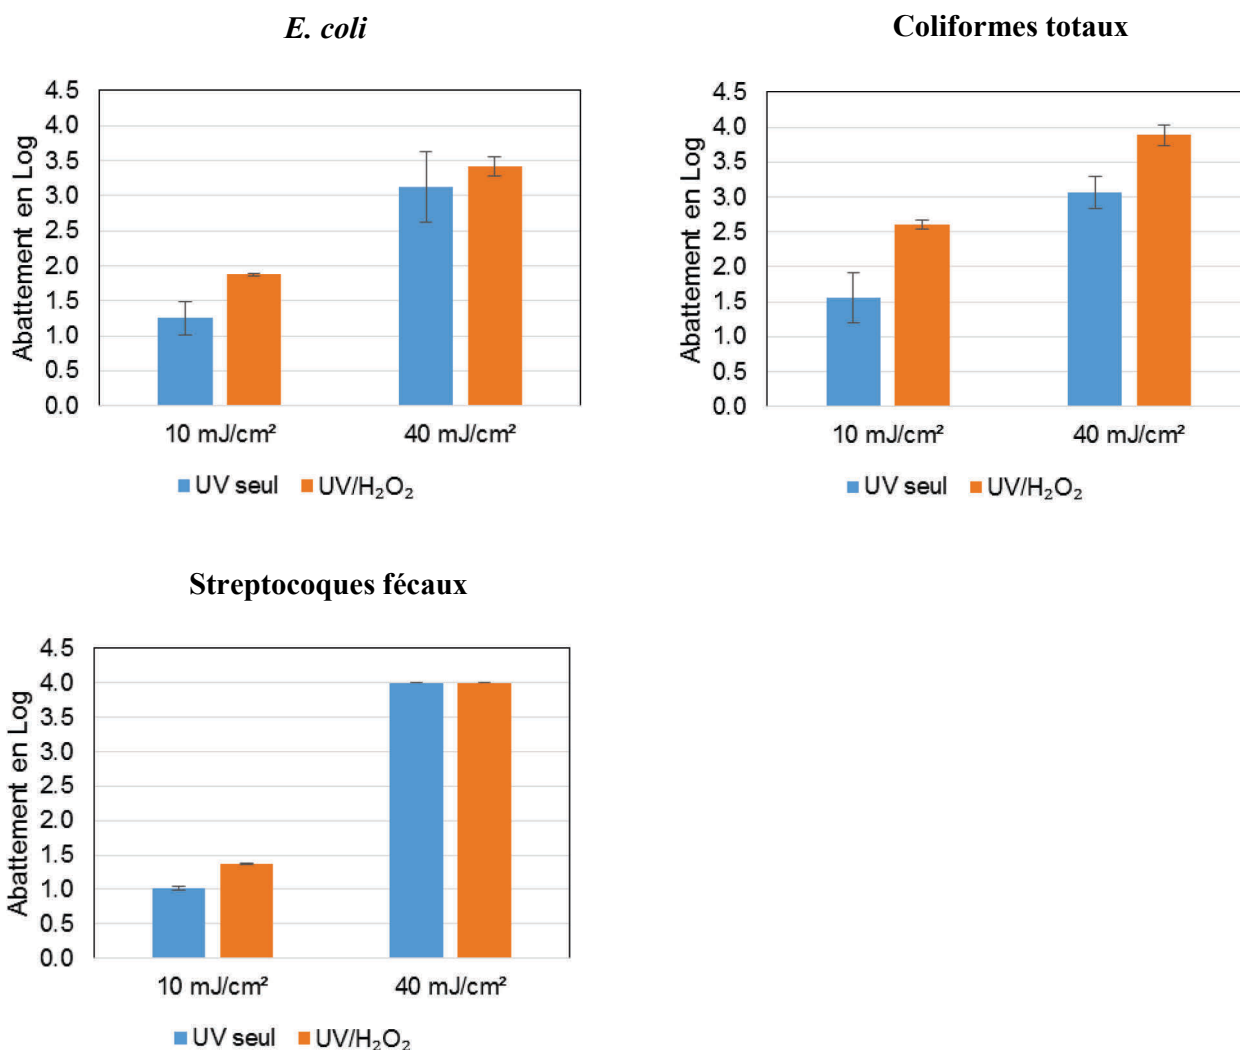 E. coli
Abattement en Log
4.5
4.0
3.5
3.0
2.5
2.0
1.5
1.0
0.5
0.0
10 mJ/cm²
40 mJ/cm²
UV seul
UV/H₂O₂
Coliformes totaux
Abattement en Log
4.5
4.0
3.5
3.0
2.5
2.0
1.5
1.0
0.5
0.0
10 mJ/cm²
40 mJ/cm²
UV seul
UV/H₂O₂
Streptocoques fécaux
Abattement en Log
4.5
4.0
3.5
3.0
2.5
2.0
1.5
1.0
0.5
0.0
10 mJ/cm²
40 mJ/cm²
UV seul
UV/H₂O₂